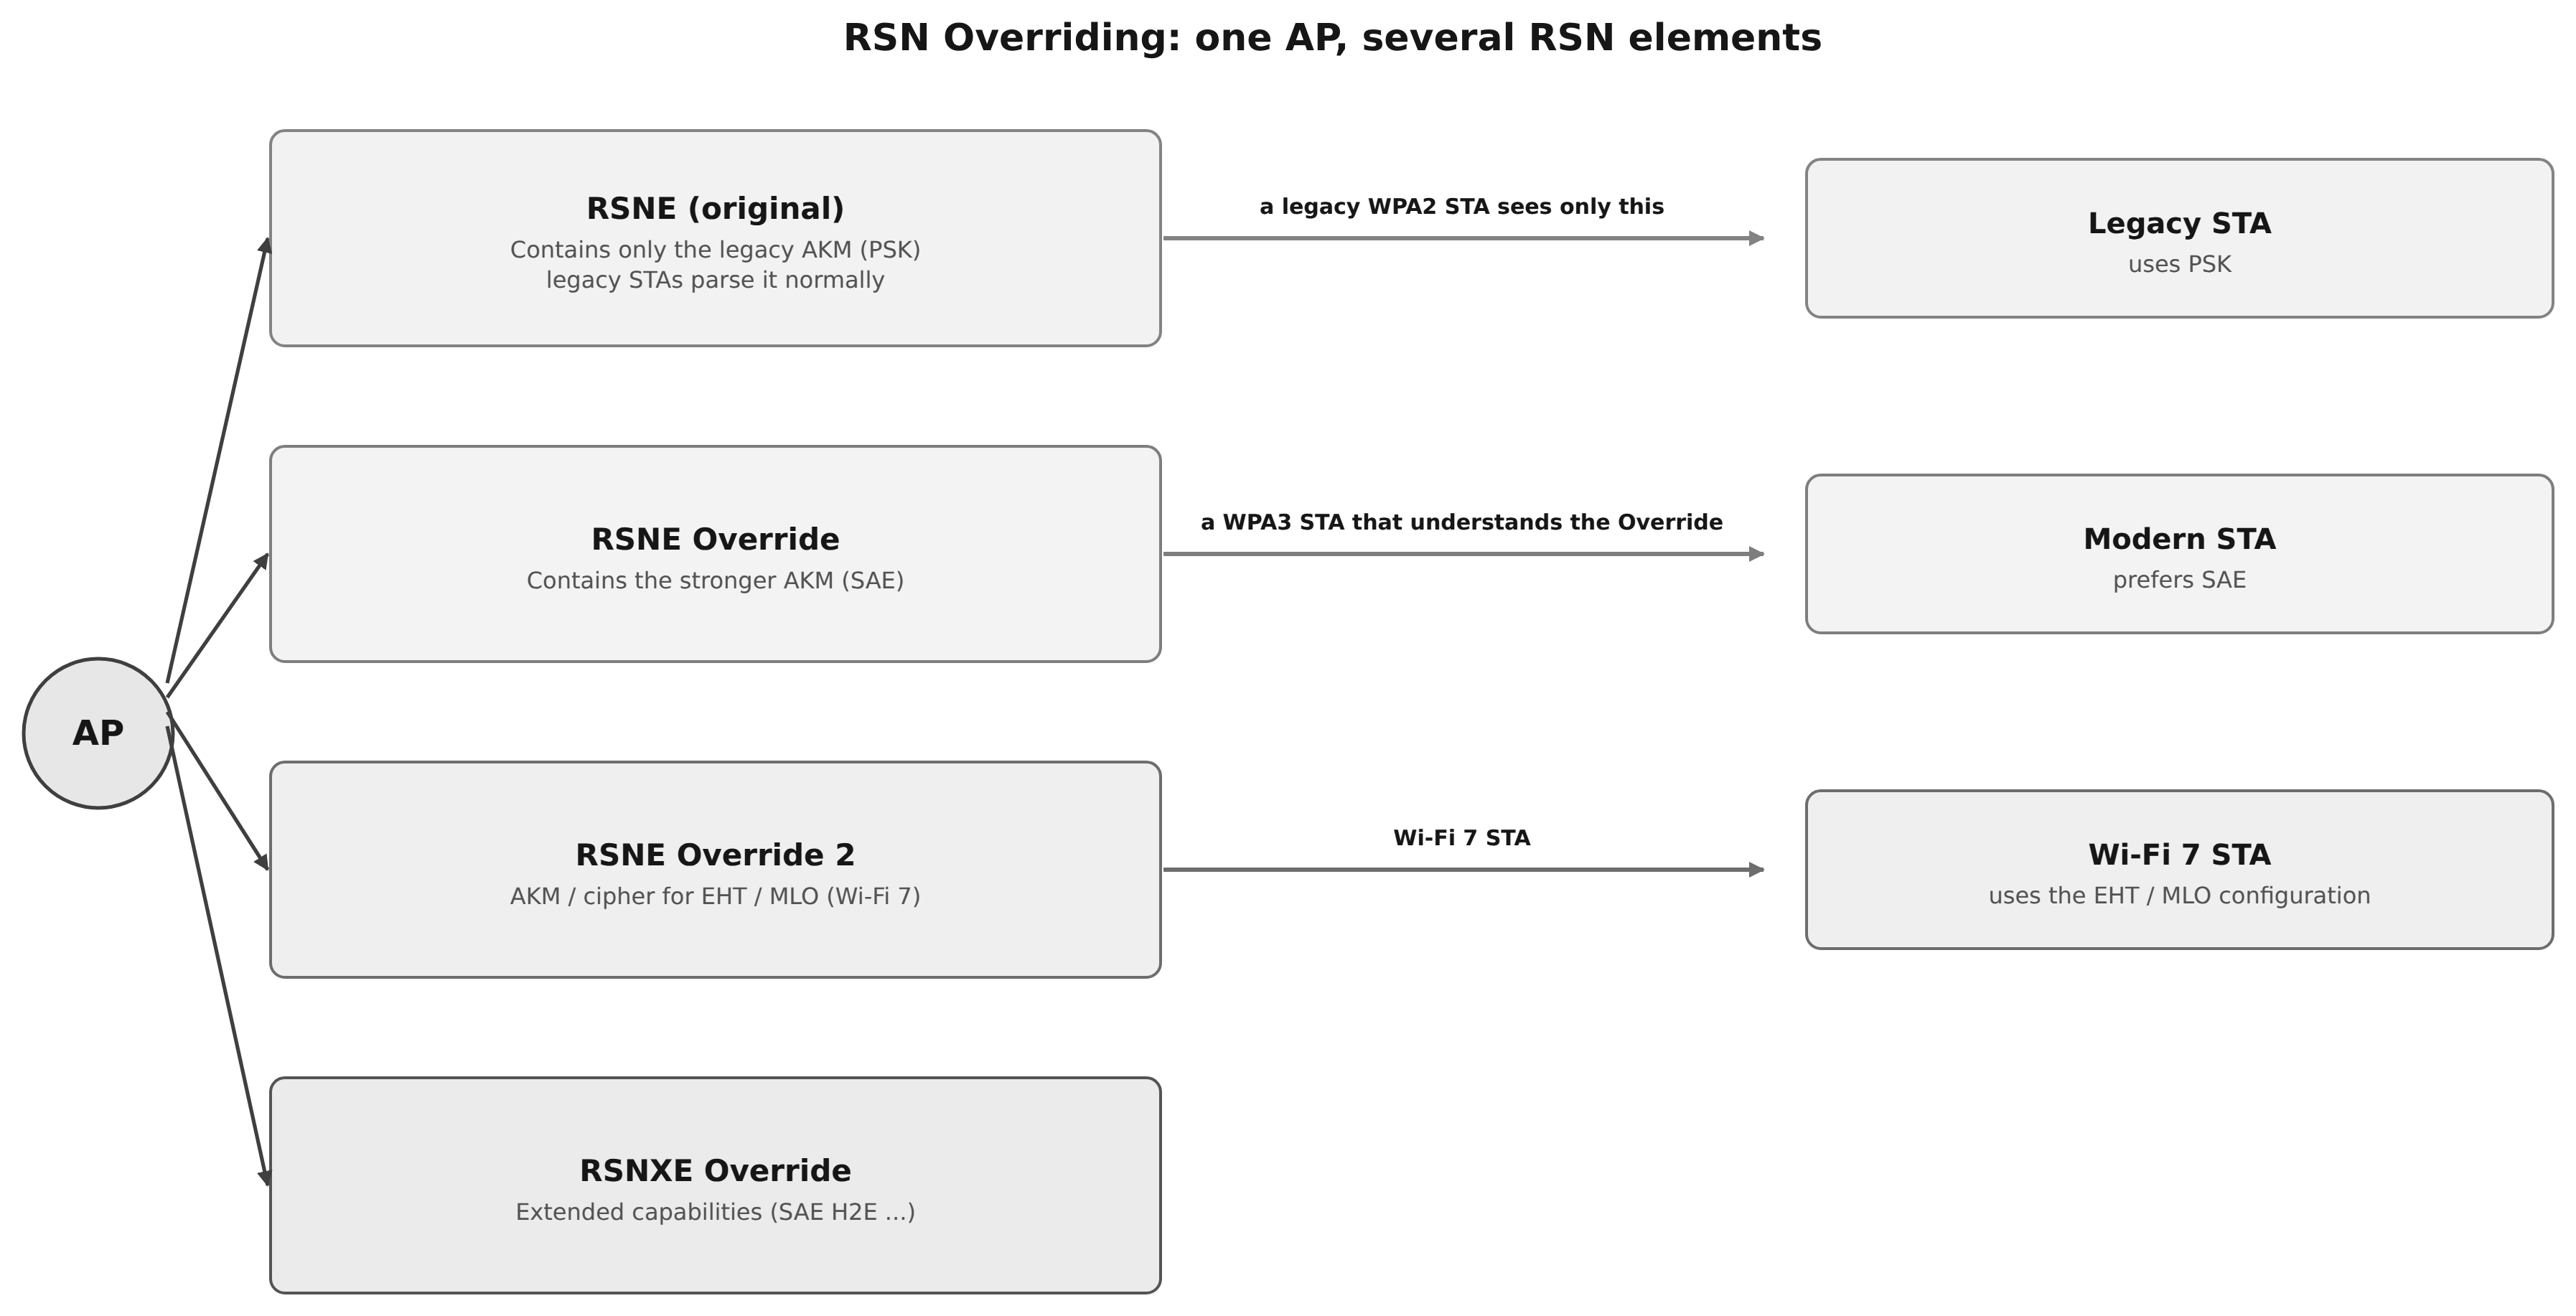 RSN Overriding: one AP, several RSN elements
RSNE (original)
Contains only the legacy AKM (PSK)
legacy STAs parse it normally
a legacy WPA2 STA sees only this
Legacy STA
uses PSK
RSNE Override
Contains the stronger AKM (SAE)
a WPA3 STA that understands the Override
Modern STA
prefers SAE
AP
RSNE Override 2
AKM / cipher for EHT / MLO (Wi-Fi 7)
Wi-Fi 7 STA
Wi-Fi 7 STA
uses the EHT / MLO configuration
RSNXE Override
Extended capabilities (SAE H2E ...)